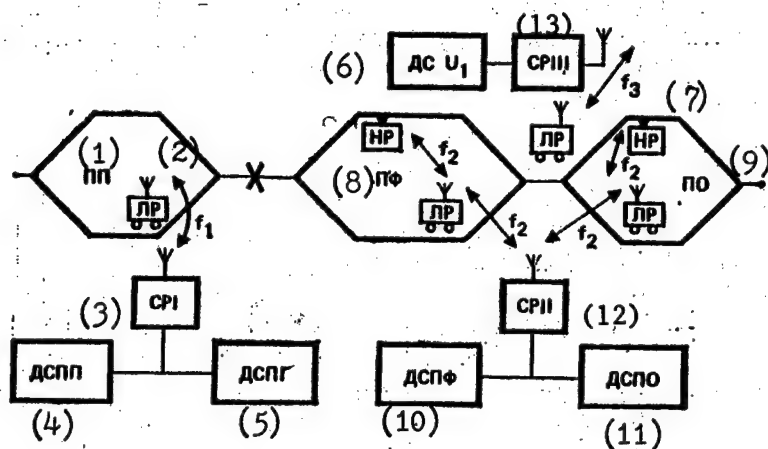 (13)
(6) ДС U₁ СРIII
f₃ (7)
(1) (2) НР ЛР НР
ПП f₂ f₂ (9)
(8) ПФ ПО
ЛР ЛР ЛР
f₁ f₂ f₂
(3) СРI СРII (12)
ДСПП ДСПГ ДСПФ ДСПО
(4) (5) (10) (11)